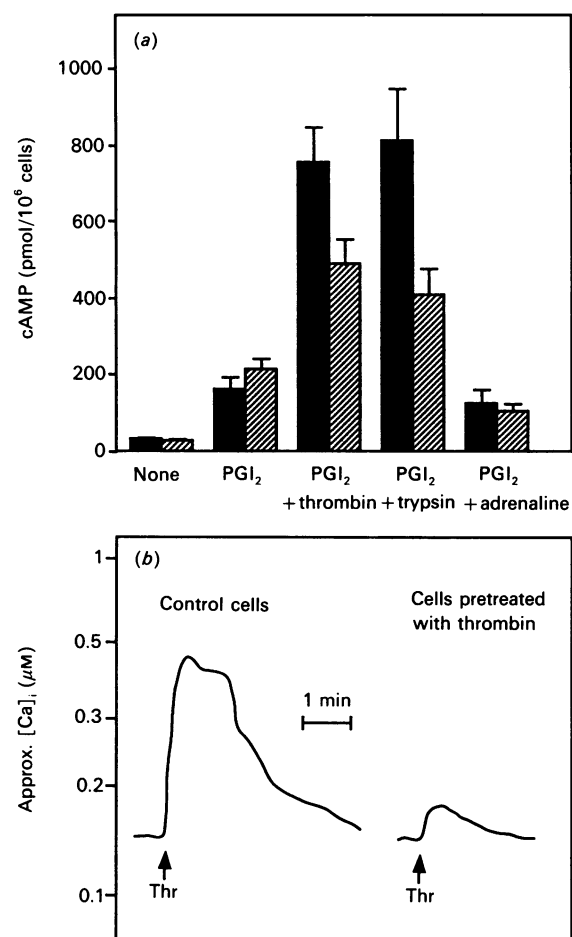 (a)
1000
800
600
400
200
0
cAMP (pmol/10⁶ cells)
None PGI₂ PGI₂ PGI₂ PGI₂
+ thrombin + trypsin + adrenaline
(b)
1
0.5
0.3
0.2
0.1
Approx. [Ca]ᵢ (μM)
Control cells
Cells pretreated
with thrombin
1 min
Thr
Thr